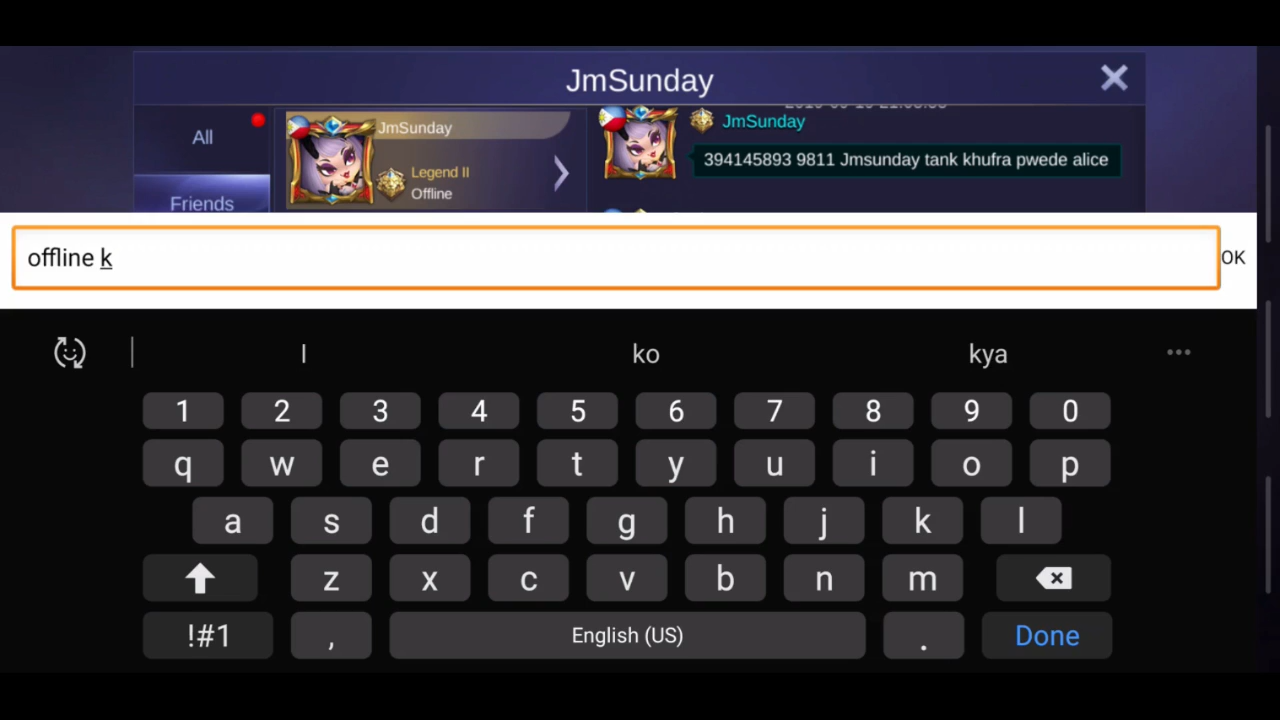 JmSunday
All
JmSunday
Legend II
Offline
Friends
JmSunday
394145893 9811 Jmsunday tank khufra pwede alice
offline k
OK
I ko kya
1 2 3 4 5 6 7 8 9 0
q w e r t y u i o p
a s d f g h j k l
z x c v b n m
!#1 , English (US) . Done